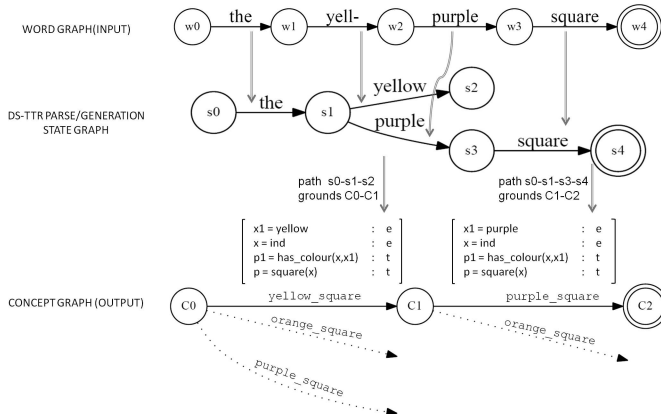 WORD GRAPH(INPUT)
w0 the w1 yell- w2 purple w3 square w4
DS-TTR PARSE/GENERATION
STATE GRAPH
s0 the s1 yellow s2
purple s3 square s4
path s0-s1-s2
grounds C0-C1
path s0-s1-s3-s4
grounds C1-C2
x1 = yellow : e
x = ind : e
p1 = has_colour(x,x1) : t
p = square(x) : t
x1 = purple : e
x = ind : e
p1 = has_colour(x,x1) : t
p = square(x) : t
CONCEPT GRAPH (OUTPUT)
C0 yellow_square C1 purple_square C2
orange_square
orange_square
purple_square